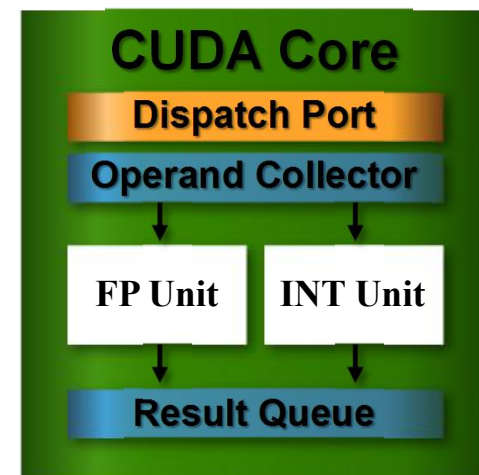 CUDA Core
Dispatch Port
Operand Collector
FP Unit INT Unit
Result Queue